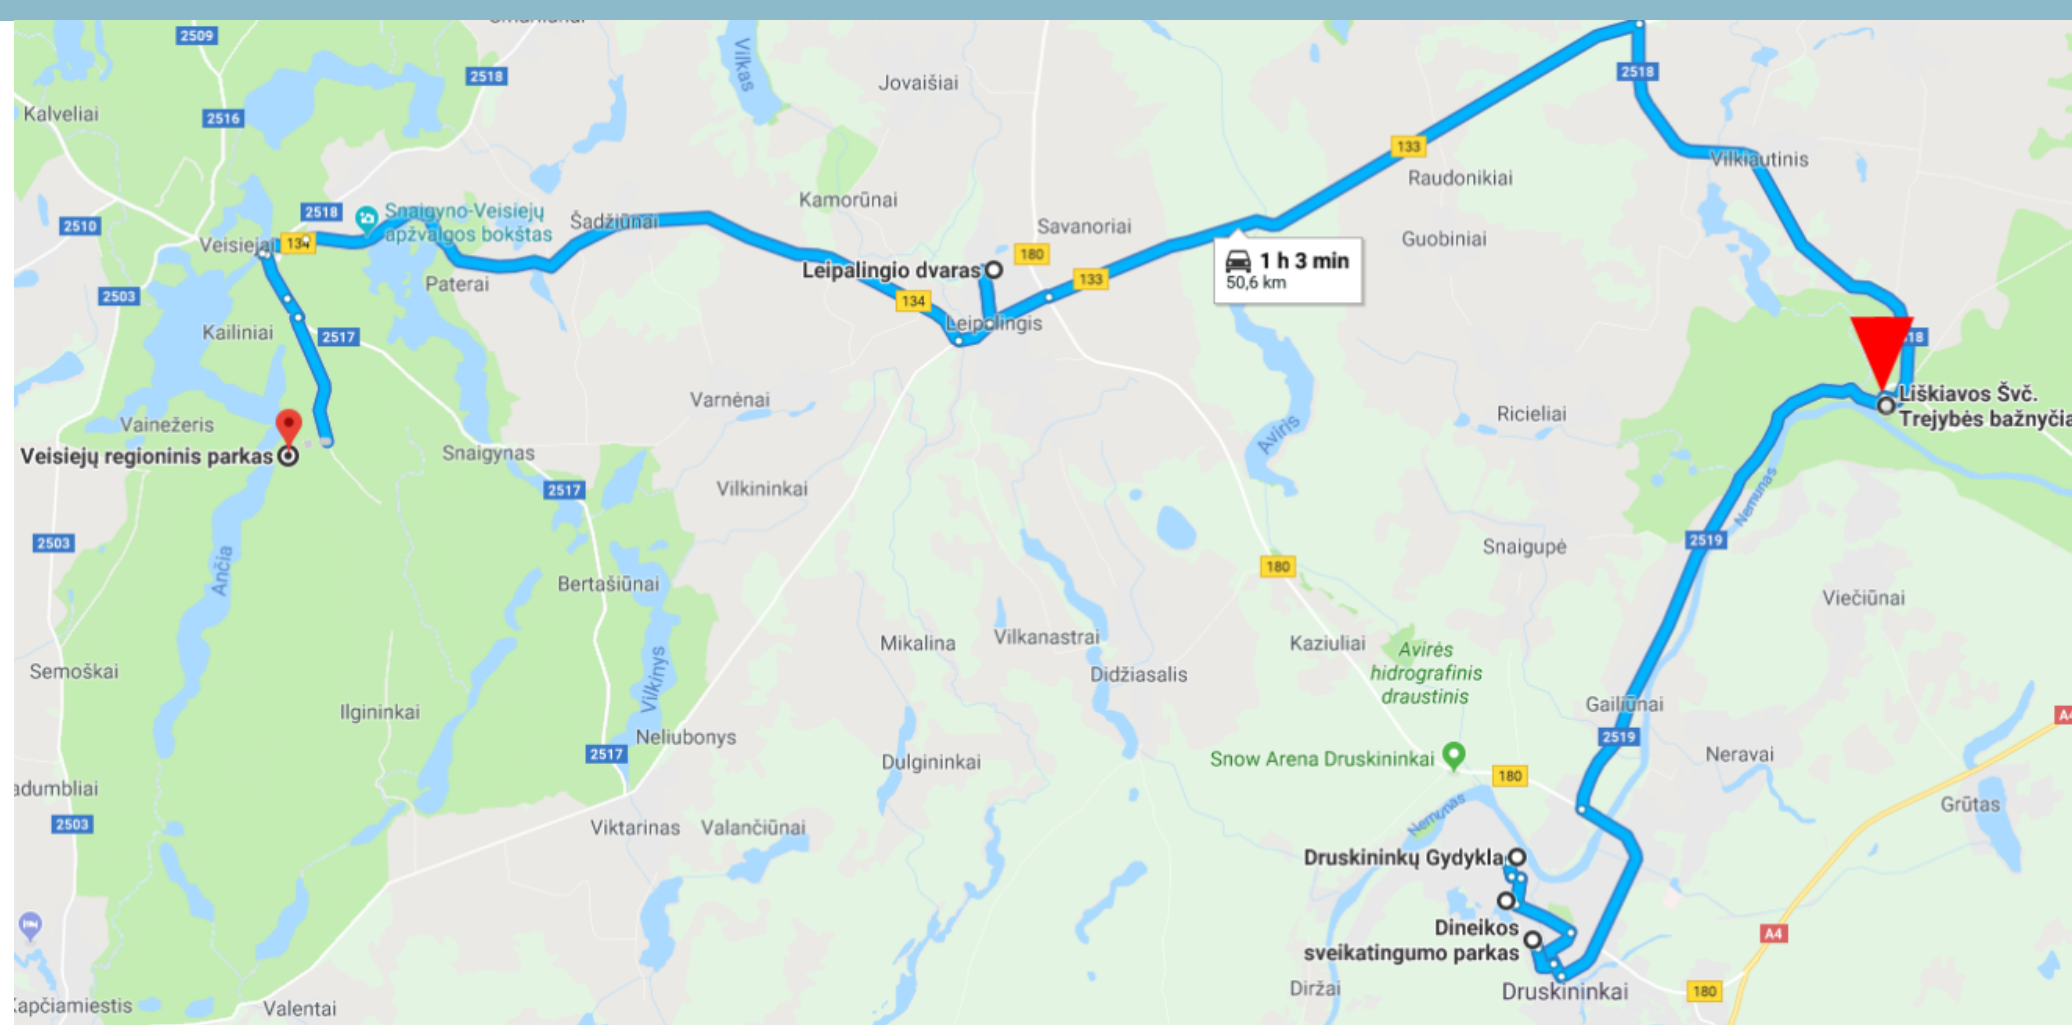 2509
2518
Vilkas
Jovaišiai
2518
Kalveliai
2516
133
Vilkiautinis
Raudonikiai
Kamorūnai
2510
2518
Snaigyno-Veisiejų
apžvalgos bokštas
Šadžiūnai
Savanoriai
Guobiniai
Veisiejai
134
180
1 h 3 min
50,6 km
Leipalingio dvaras
133
Paterai
2503
134
Leipalingis
Kailiniai
2517
18
Liškiavos Švč.
Trejybės bažnyčia
Varnėnai
Ricieliai
Vainežeris
Aviris
Veisiejų regioninis parkas
Snaigynas
2517
Vilkininkai
Nemunas
2503
2519
Snaigupė
Ančia
180
Bertašiūnai
Viečiūnai
Mikalina
Vilkanastrai
Kaziuliai
Avirės
hidrografinis
draustinis
Semoškai
Didžiasalis
Vilkinys
Ilgininkai
Gailiūnai
Neliubonys
2519
2517
Neravai
Dulgininkai
Snow Arena Druskininkai
180
adumbliai
Grūtas
2503
Viktarinas
Valančiūnai
Nemunas
Druskininkų Gydykla
Dineikos
sveikatingumo parkas
A4
Diržai
Druskininkai
180
Kapčiamiestis
Valentai